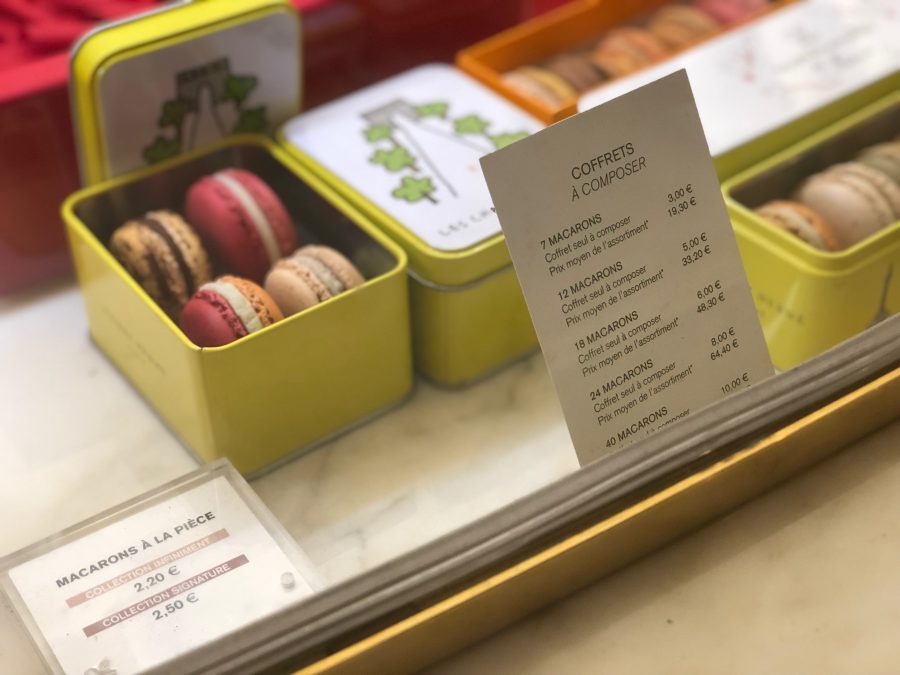 COFFRETS
À COMPOSER
7 MACARONS
Coffret seul à composer 3,00 €
Prix moyen de l'assortiment* 19,30 €
12 MACARONS
Coffret seul à composer 5,00 €
Prix moyen de l'assortiment* 33,20 €
18 MACARONS
Coffret seul à composer 6,00 €
Prix moyen de l'assortiment* 48,30 €
24 MACARONS
Coffret seul à composer 8,00 €
Prix moyen de l'assortiment* 64,40 €
40 MACARONS
seul à composer 10,00 €
MACARONS À LA PIÈCE
COLLECTION INFINIMENT
2,20 €
COLLECTION SIGNATURE
2,50 €
LES